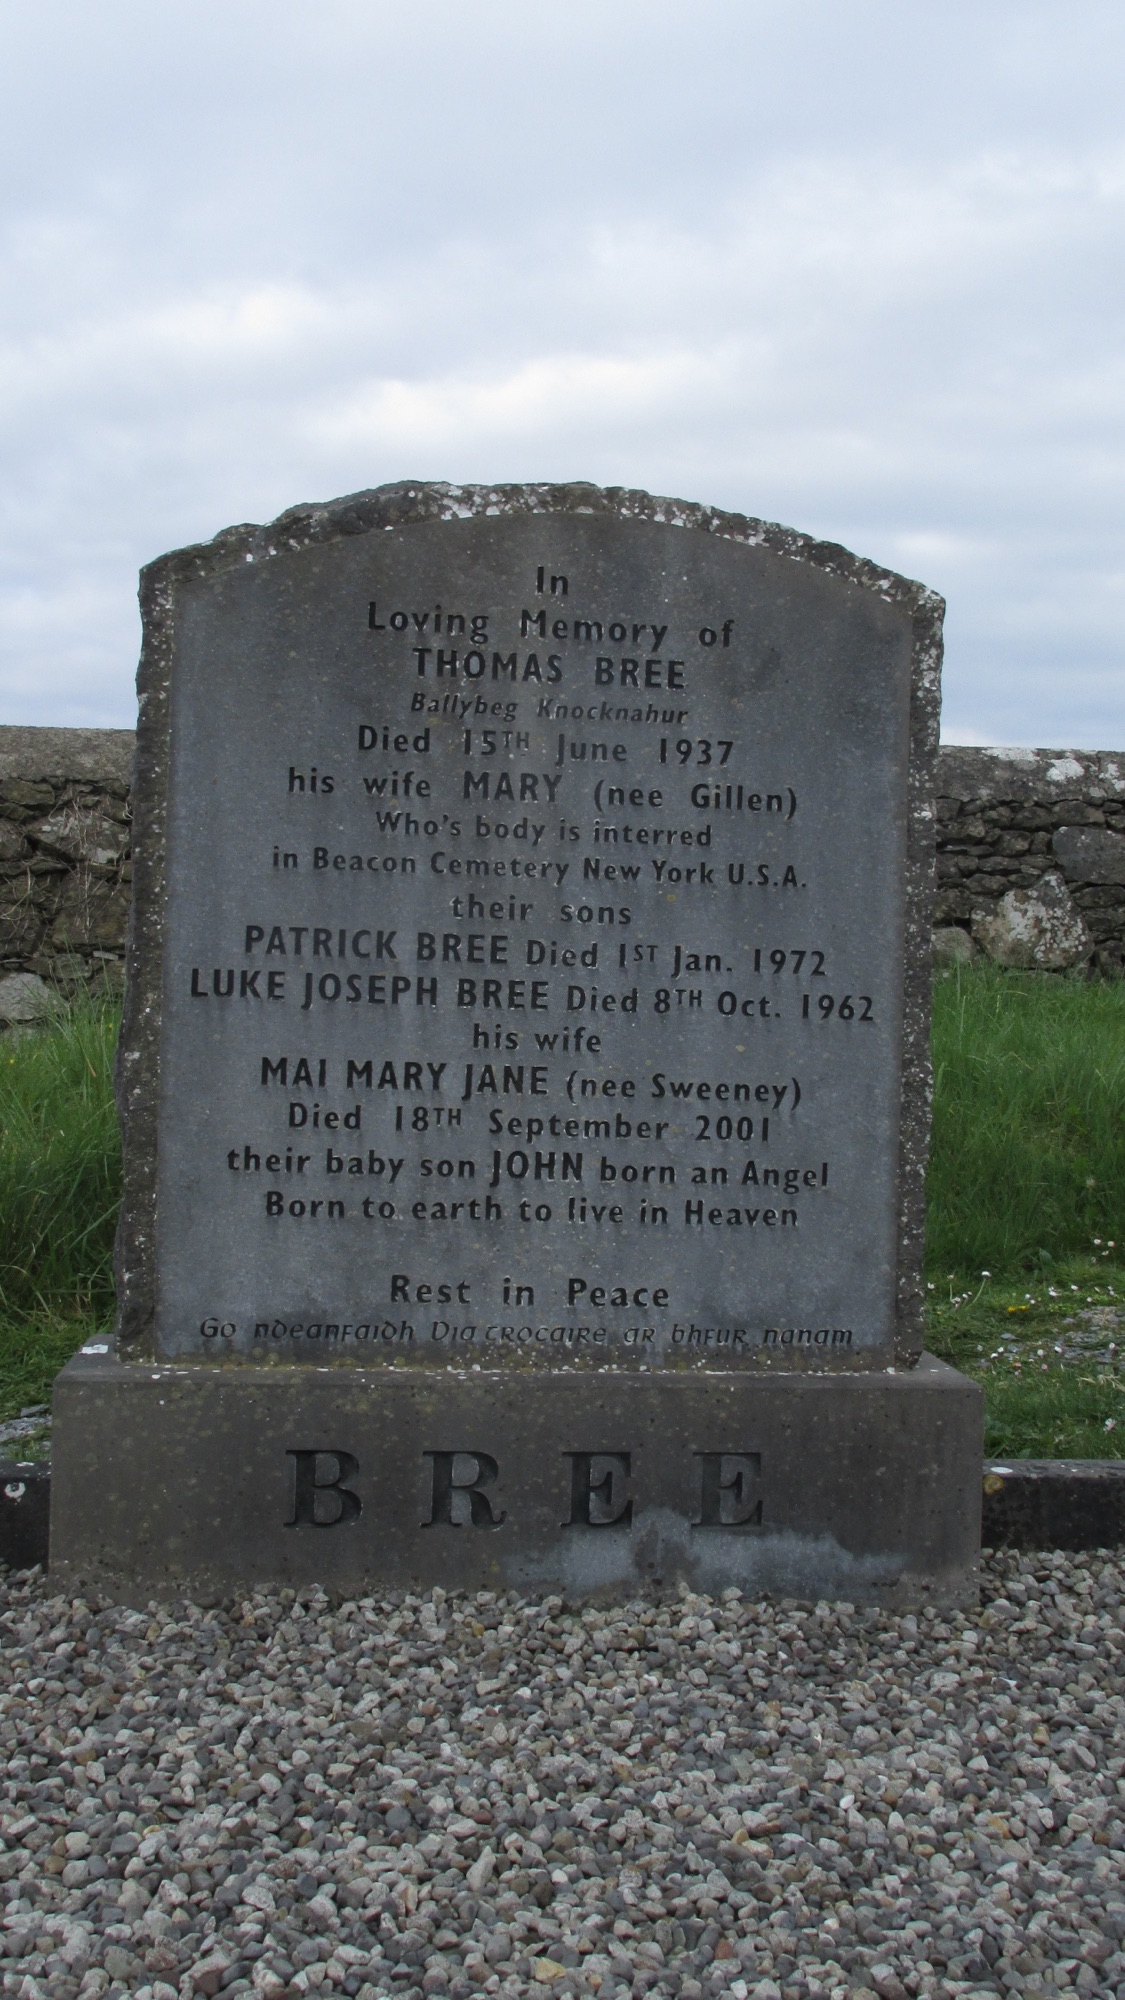 In
Loving Memory of
THOMAS BREE
Ballybeg Knocknahur
Died 15TH June 1937
his wife MARY (nee Gillen)
Who's body is interred
in Beacon Cemetery New York U.S.A.
their sons
PATRICK BREE Died 1ST Jan. 1972
LUKE JOSEPH BREE Died 8TH Oct. 1962
his wife
MAI MARY JANE (nee Sweeney)
Died 18TH September 2001
their baby son JOHN born an Angel
Born to earth to live in Heaven
Rest in Peace
Go ndeanfaidh Dia trocaire ar bhfur nanam
BREE